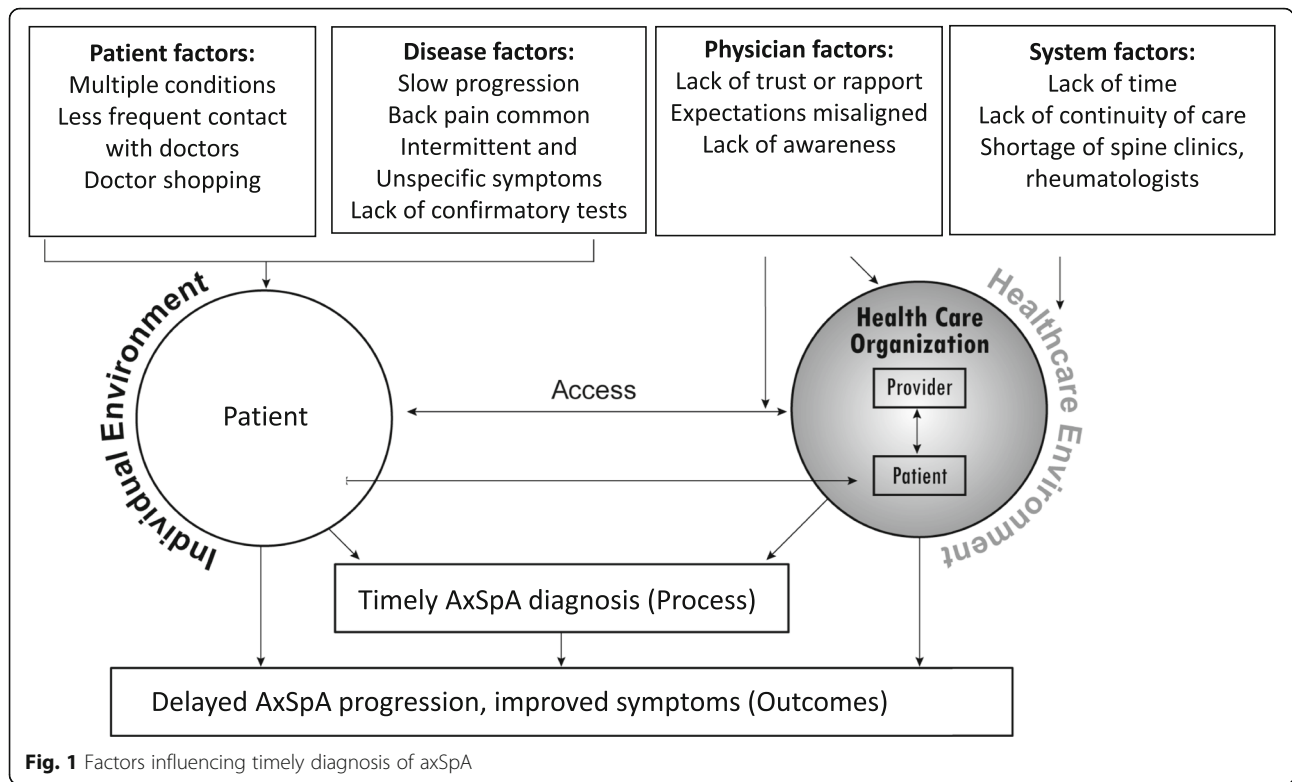 Patient factors:
Multiple conditions
Less frequent contact
with doctors
Doctor shopping
Disease factors:
Slow progression
Back pain common
Intermittent and
Unspecific symptoms
Lack of confirmatory tests
Physician factors:
Lack of trust or rapport
Expectations misaligned
Lack of awareness
System factors:
Lack of time
Lack of continuity of care
Shortage of spine clinics,
rheumatologists
Individual Environment
Patient
Access
Health Care
Organization
Provider
Patient
Healthcare Environment
Timely AxSpA diagnosis (Process)
Delayed AxSpA progression, improved symptoms (Outcomes)
Fig. 1 Factors influencing timely diagnosis of axSpA